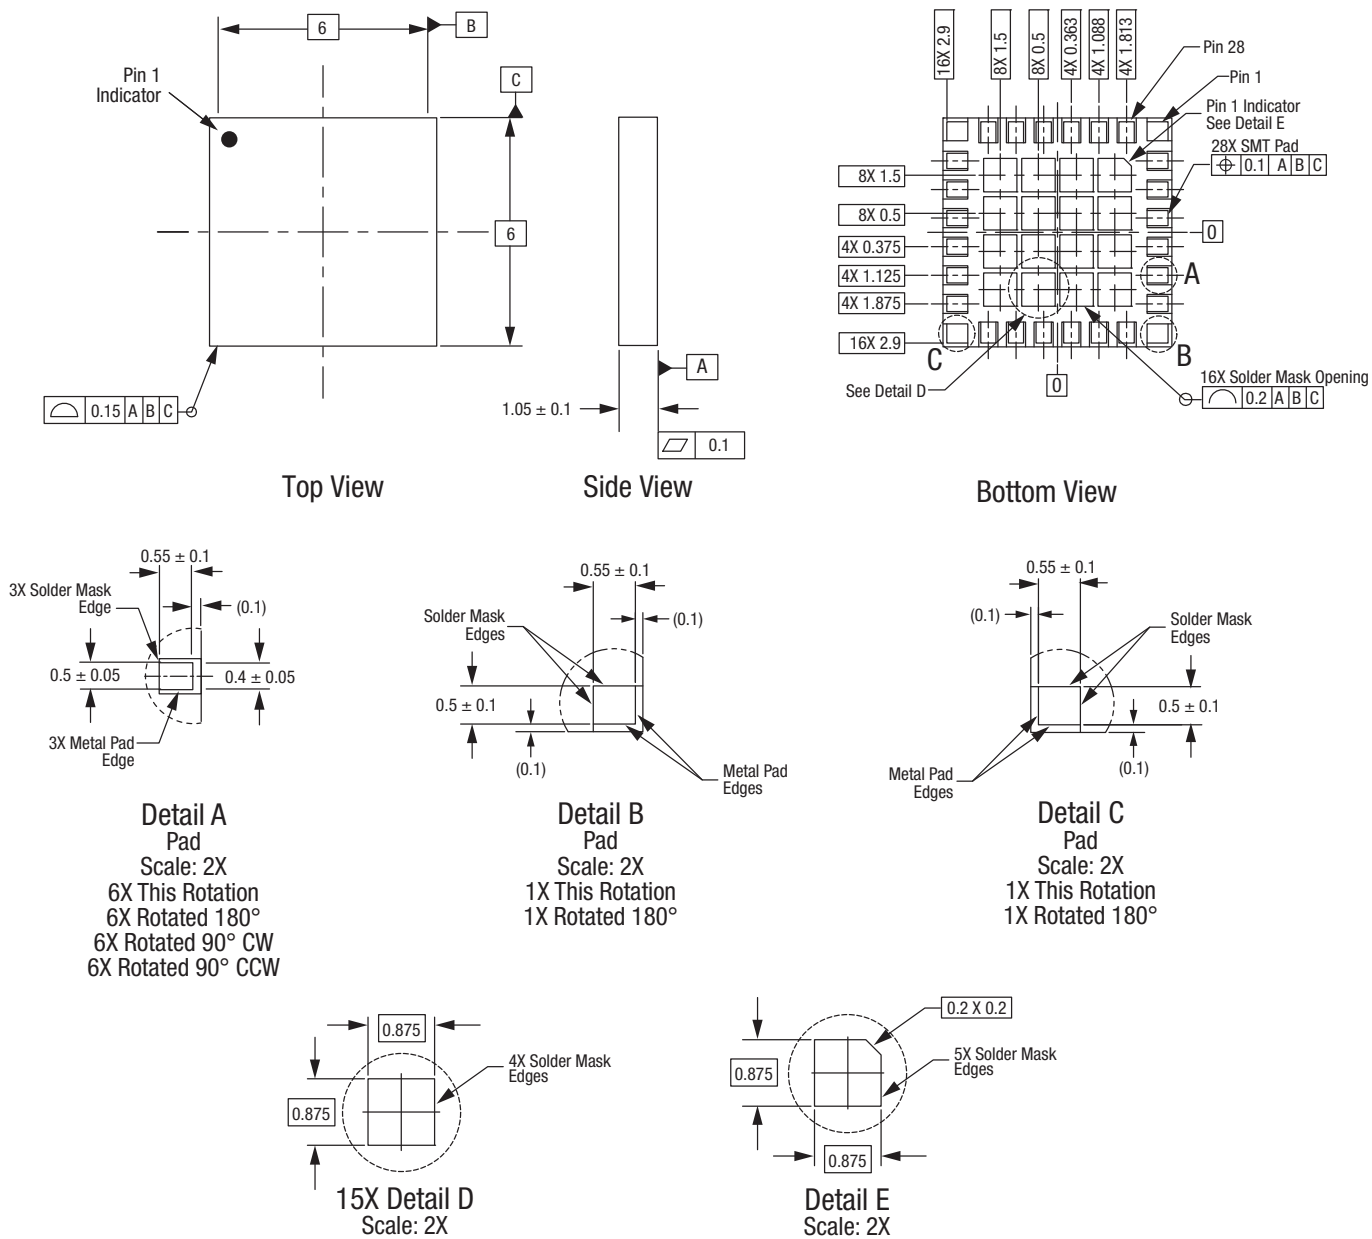 6
B
C
Pin 1
Indicator
6
0.15 A B C
Top View
A
1.05 ± 0.1
0.1
Side View
16X 2.9
8X 1.5
8X 0.5
4X 0.363
4X 1.088
4X 1.813
Pin 28
Pin 1
Pin 1 Indicator
See Detail E
28X SMT Pad
0.1 A B C
8X 1.5
8X 0.5
0
4X 0.375
4X 1.125
A
4X 1.875
16X 2.9
C
B
See Detail D
0
16X Solder Mask Opening
0.2 A B C
Bottom View
0.55 ± 0.1
3X Solder Mask
Edge
(0.1)
0.5 ± 0.05
0.4 ± 0.05
3X Metal Pad
Edge
Detail A
Pad
Scale: 2X
6X This Rotation
6X Rotated 180°
6X Rotated 90° CW
6X Rotated 90° CCW
0.55 ± 0.1
Solder Mask
Edges
(0.1)
0.5 ± 0.1
(0.1)
Metal Pad
Edges
Detail B
Pad
Scale: 2X
1X This Rotation
1X Rotated 180°
0.55 ± 0.1
(0.1)
Solder Mask
Edges
0.5 ± 0.1
(0.1)
Metal Pad
Edges
Detail C
Pad
Scale: 2X
1X This Rotation
1X Rotated 180°
0.875
4X Solder Mask
Edges
0.875
15X Detail D
Scale: 2X
0.2 X 0.2
5X Solder Mask
Edges
0.875
0.875
Detail E
Scale: 2X